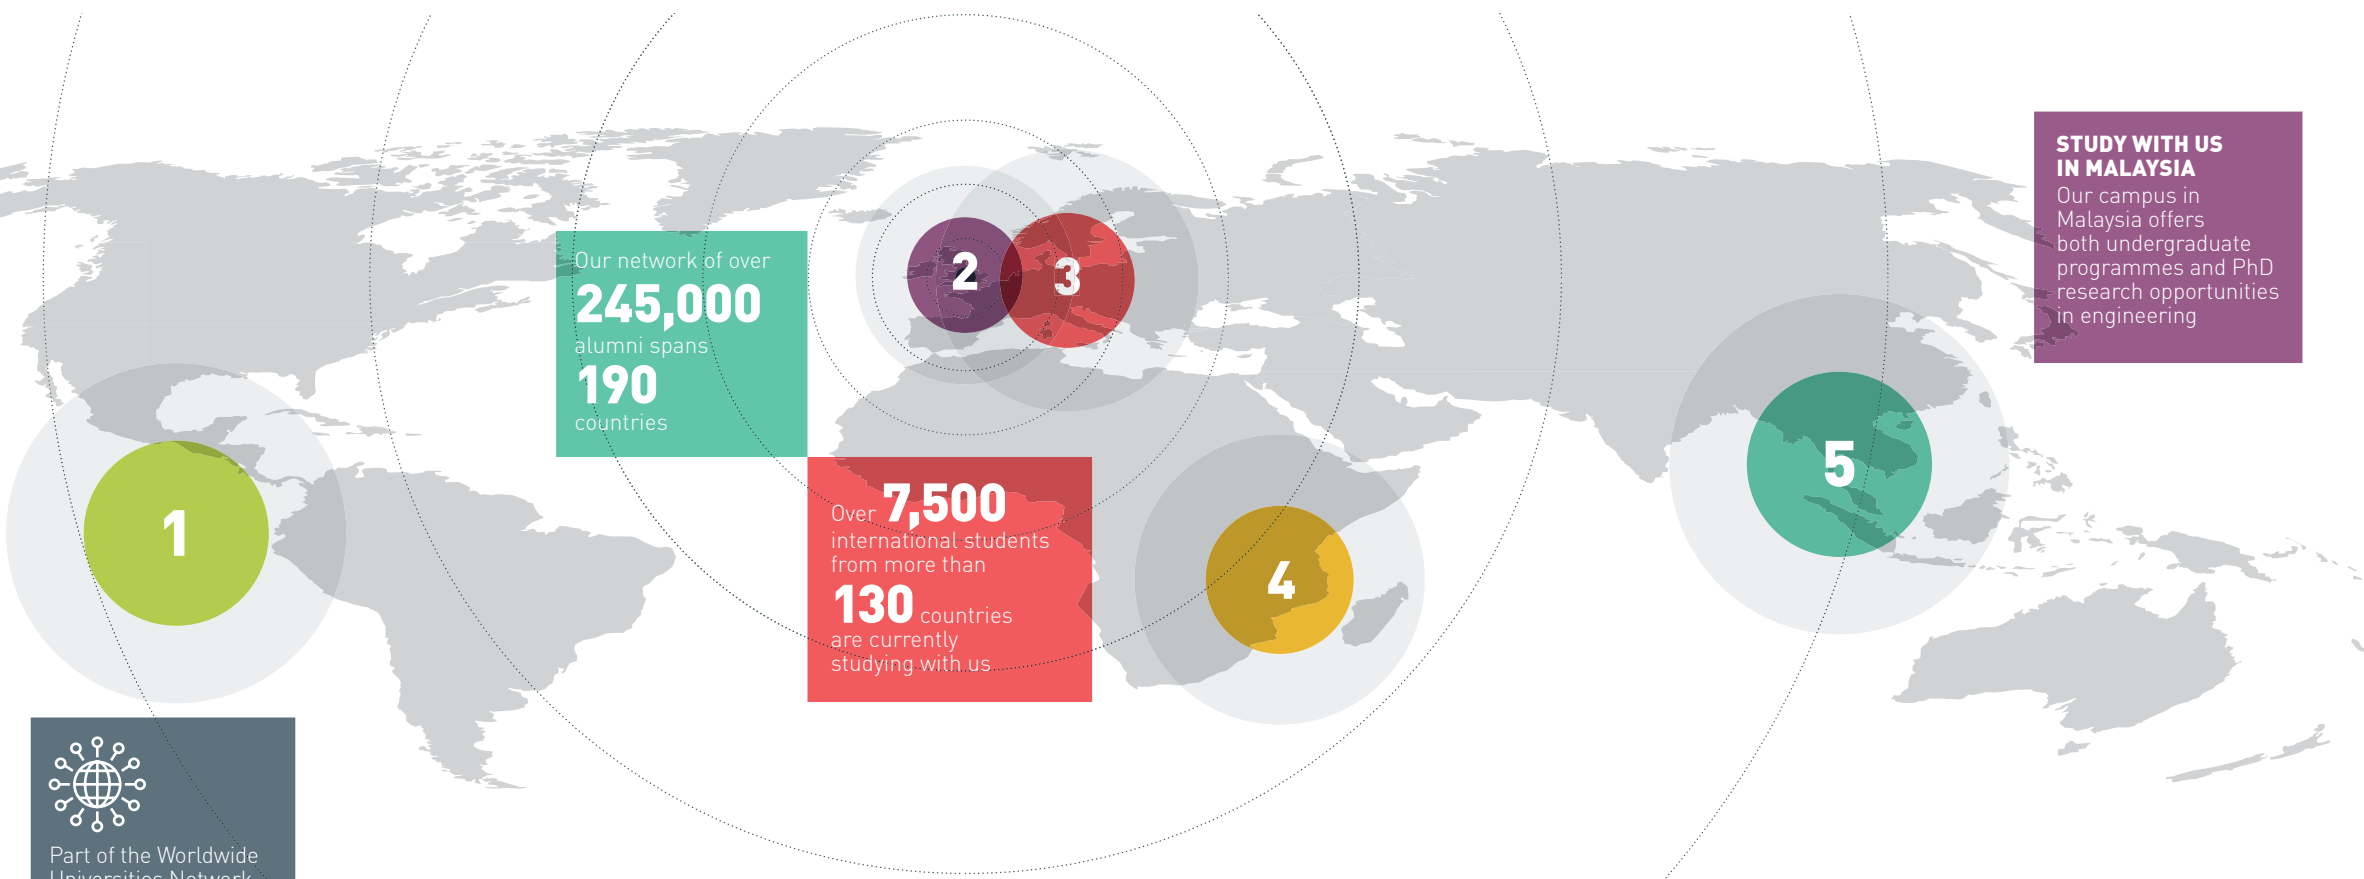 STUDY WITH US
IN MALAYSIA
Our campus in
Malaysia offers
both undergraduate
programmes and PhD
research opportunities
in engineering
Our network of over
245,000
alumni spans
190
countries
2
3
5
1
Over 7,500
international students
from more than
130 countries
are currently
studying with us
4
Part of the Worldwide
Universities Network